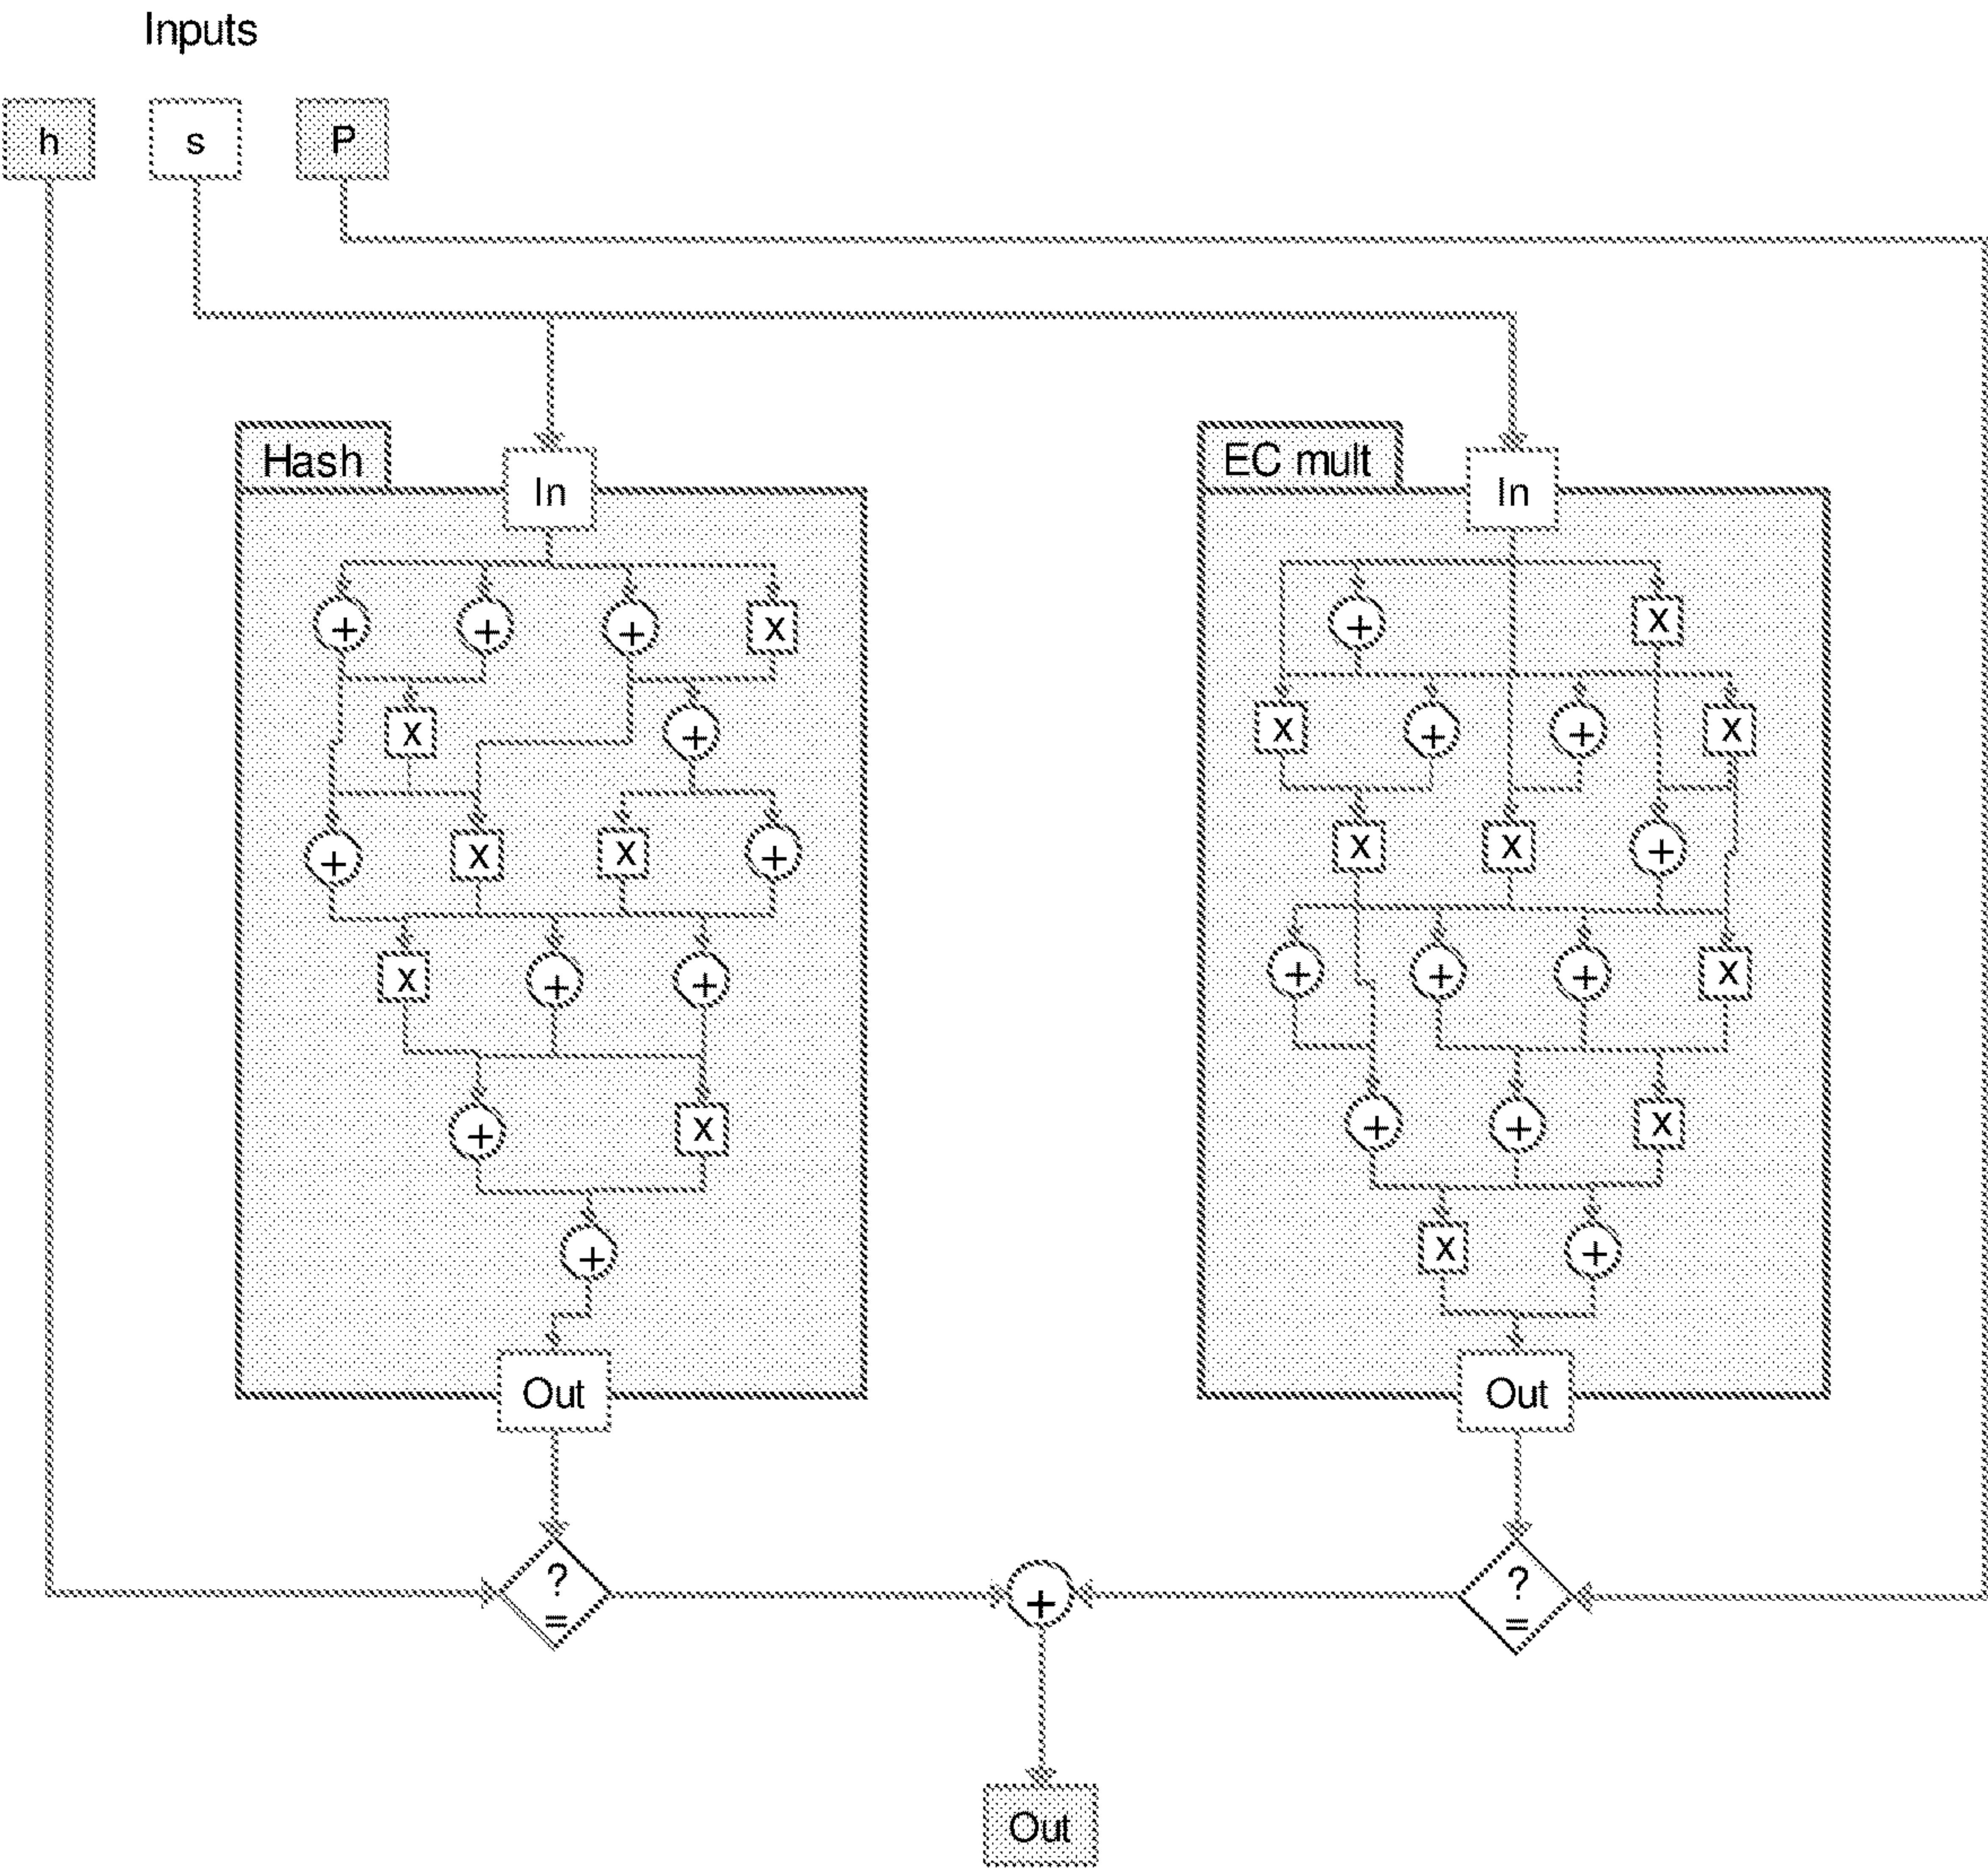 Inputs
h s P
Hash
In
+ + + x
x +
+ x x +
x + +
+ x
+
Out
EC mult
In
+ x
x + + x
x x +
+ + + x
+ + x
x +
Out
?
=
+
?
=
Out